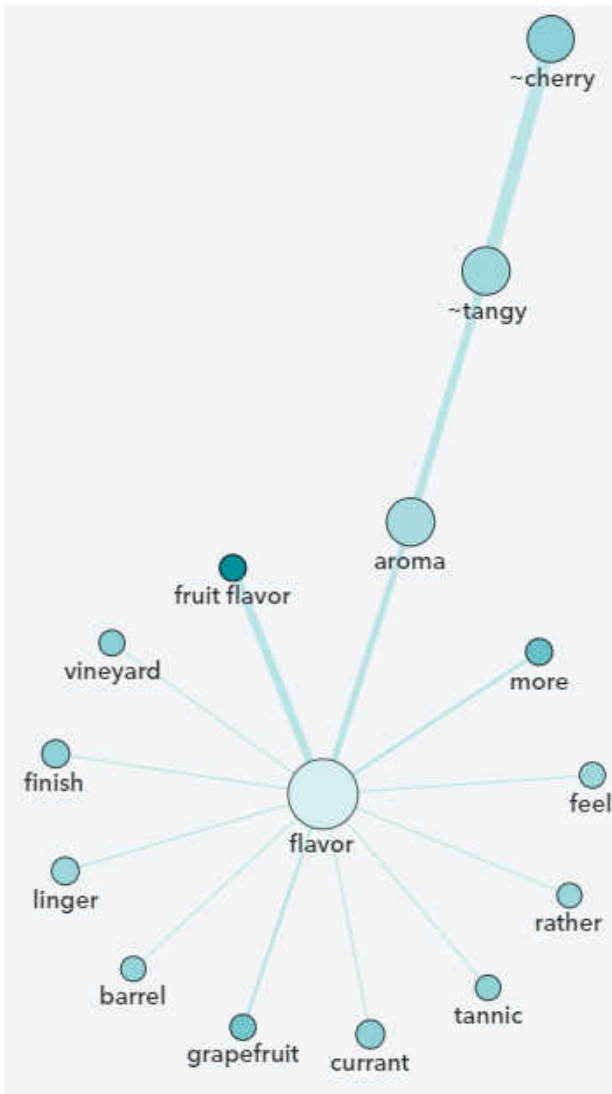 ~cherry
~tangy
aroma
fruit flavor
vineyard
more
finish
feel
flavor
linger
rather
barrel
tannic
grapefruit
currant